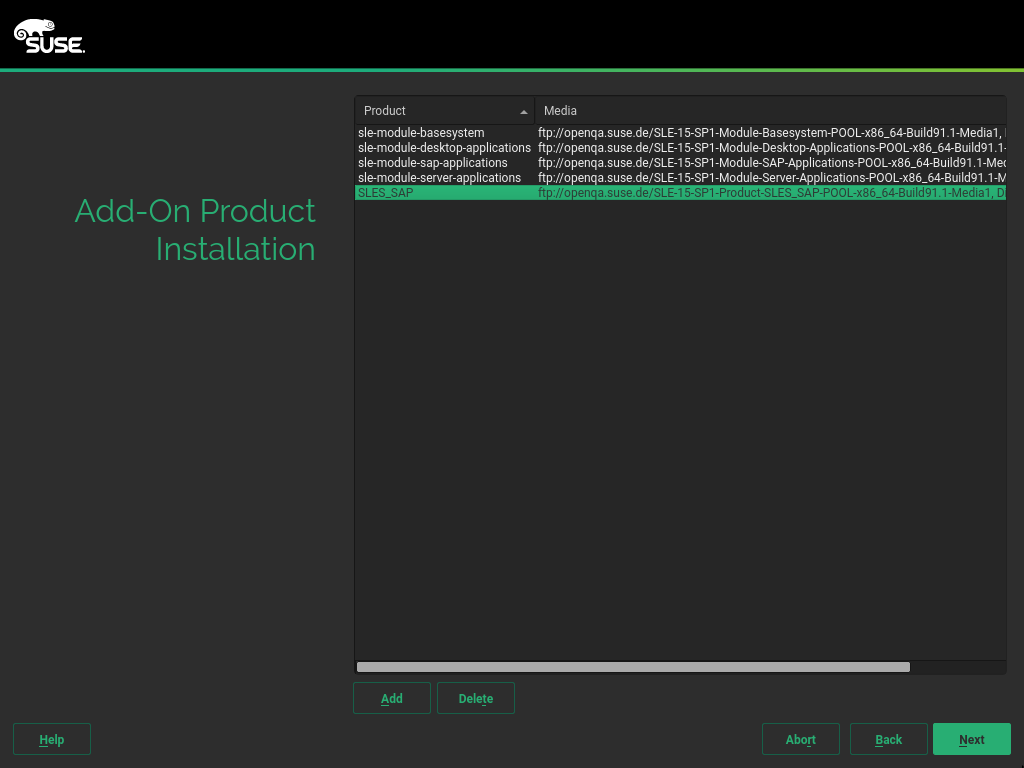 SUSE.
Product Media
sle-module-basesystem ftp://openqa.suse.de/SLE-15-SP1-Module-Basesystem-POOL-x86_64-Build91.1-Media1,
sle-module-desktop-applications ftp://openqa.suse.de/SLE-15-SP1-Module-Desktop-Applications-POOL-x86_64-Build91.1-
sle-module-sap-applications ftp://openqa.suse.de/SLE-15-SP1-Module-SAP-Applications-POOL-x86_64-Build91.1-Med
sle-module-server-applications ftp://openqa.suse.de/SLE-15-SP1-Module-Server-Applications-POOL-x86_64-Build91.1-M
SLES_SAP ftp://openqa.suse.de/SLE-15-SP1-Product-SLES_SAP-POOL-x86_64-Build91.1-Media1, D
Add-On Product
Installation
Add Delete
Help Abort Back Next